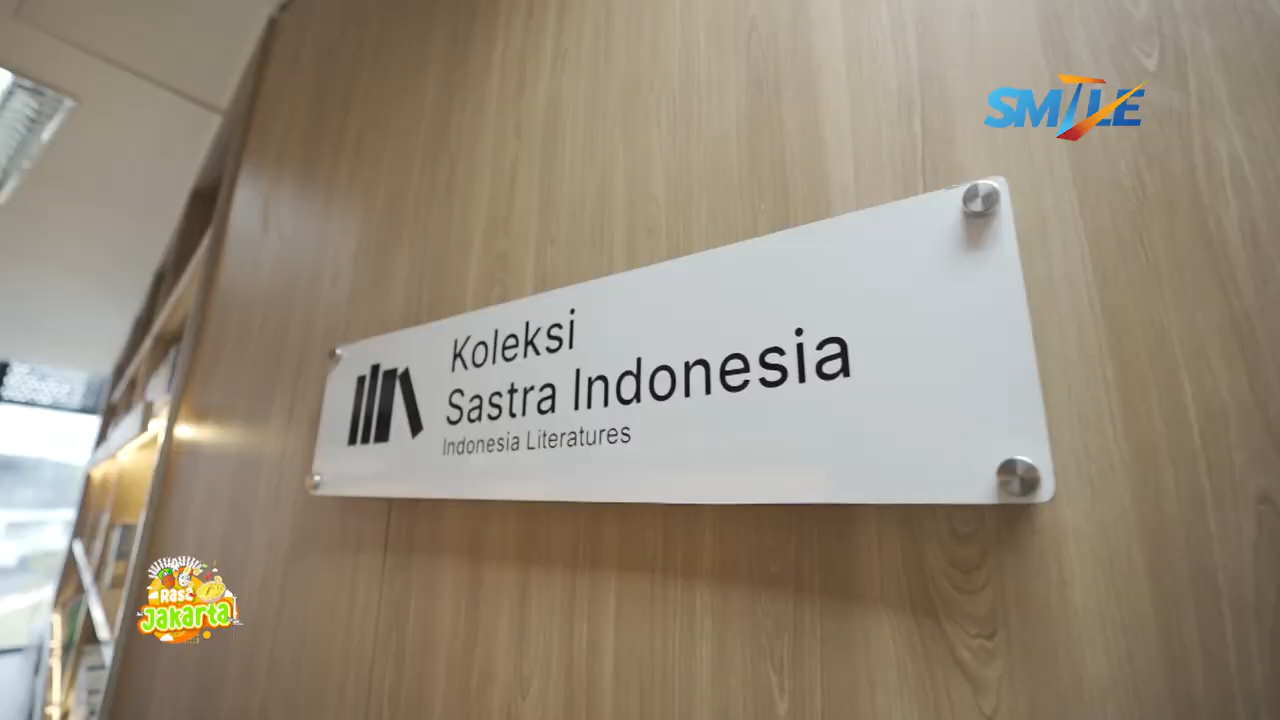 SMILE
Koleksi
Sastra Indonesia
Indonesia Literatures
Rasa
Jakarta